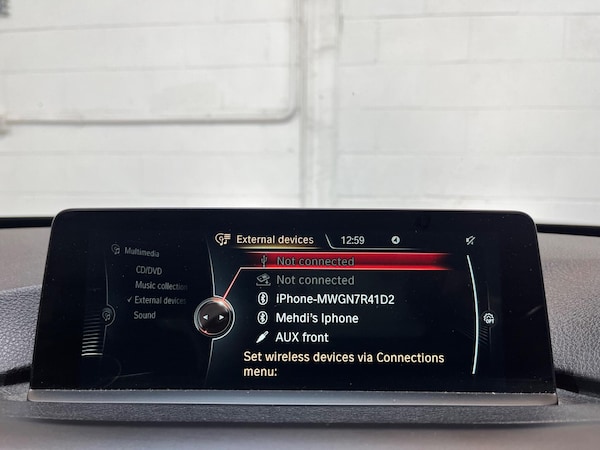 External devices
12:59
Multimedia
CD/DVD
Music collection
External devices
Sound
Not connected
Not connected
iPhone-MWGN7R41D2
Mehdi's Iphone
AUX front
Set wireless devices via Connections
menu:
OPT